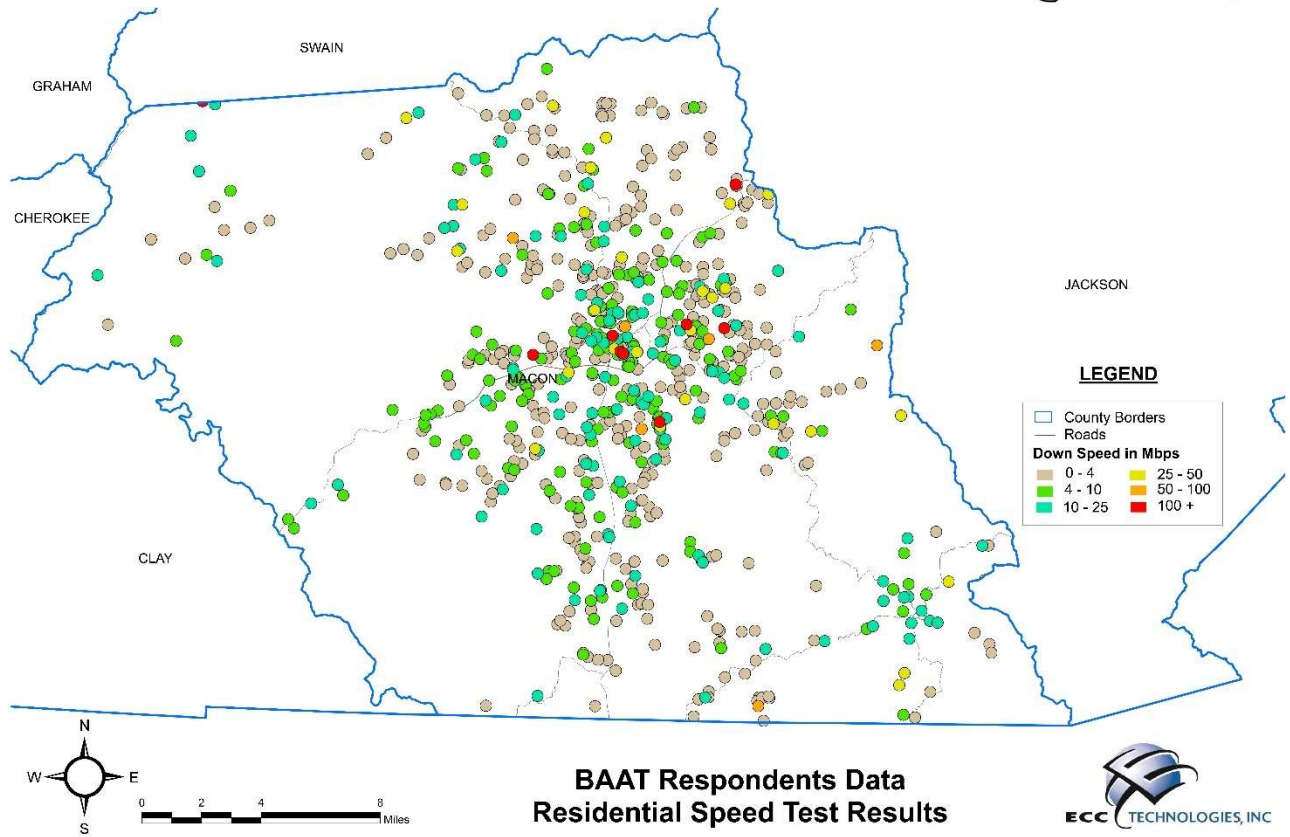 SWAIN
GRAHAM
CHEROKEE
JACKSON
MACON
CLAY
LEGEND
County Borders
Roads
Down Speed in Mbps
0 - 4
25 - 50
4 - 10
50 - 100
10 - 25
100 +
N
W
E
S
0 2 4 8
Miles
BAAT Respondents Data
Residential Speed Test Results
ECC TECHNOLOGIES, INC